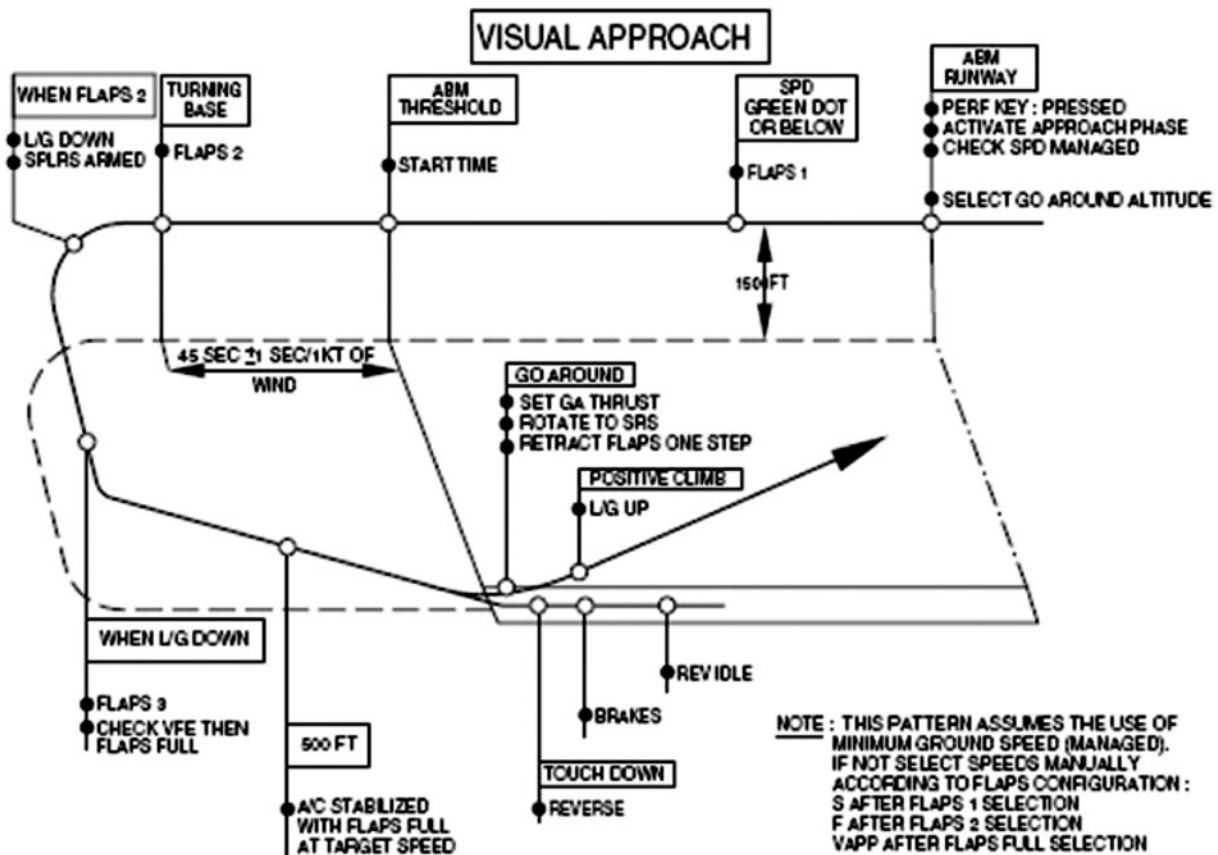 VISUAL APPROACH
WHEN FLAPS 2
L/G DOWN
SPLRS ARMED
TURNING
BASE
FLAPS 2
ABM
THRESHOLD
START TIME
SPD
GREEN DOT
OR BELOW
FLAPS 1
ABM
RUNWAY
PERF KEY : PRESSED
ACTIVATE APPROACH PHASE
CHECK SPD MANAGED
SELECT GO AROUND ALTITUDE
1500 FT
45 SEC ±1 SEC/1KT OF
WIND
GO AROUND
SET GA THRUST
ROTATE TO SRS
RETRACT FLAPS ONE STEP
POSITIVE CLIMB
L/G UP
WHEN L/G DOWN
FLAPS 3
CHECK VFE THEN
FLAPS FULL
500 FT
A/C STABILIZED
WITH FLAPS FULL
AT TARGET SPEED
TOUCH DOWN
REVERSE
BRAKES
REV IDLE
NOTE : THIS PATTERN ASSUMES THE USE OF
MINIMUM GROUND SPEED (MANAGED).
IF NOT SELECT SPEEDS MANUALLY
ACCORDING TO FLAPS CONFIGURATION :
S AFTER FLAPS 1 SELECTION
F AFTER FLAPS 2 SELECTION
VAPP AFTER FLAPS FULL SELECTION